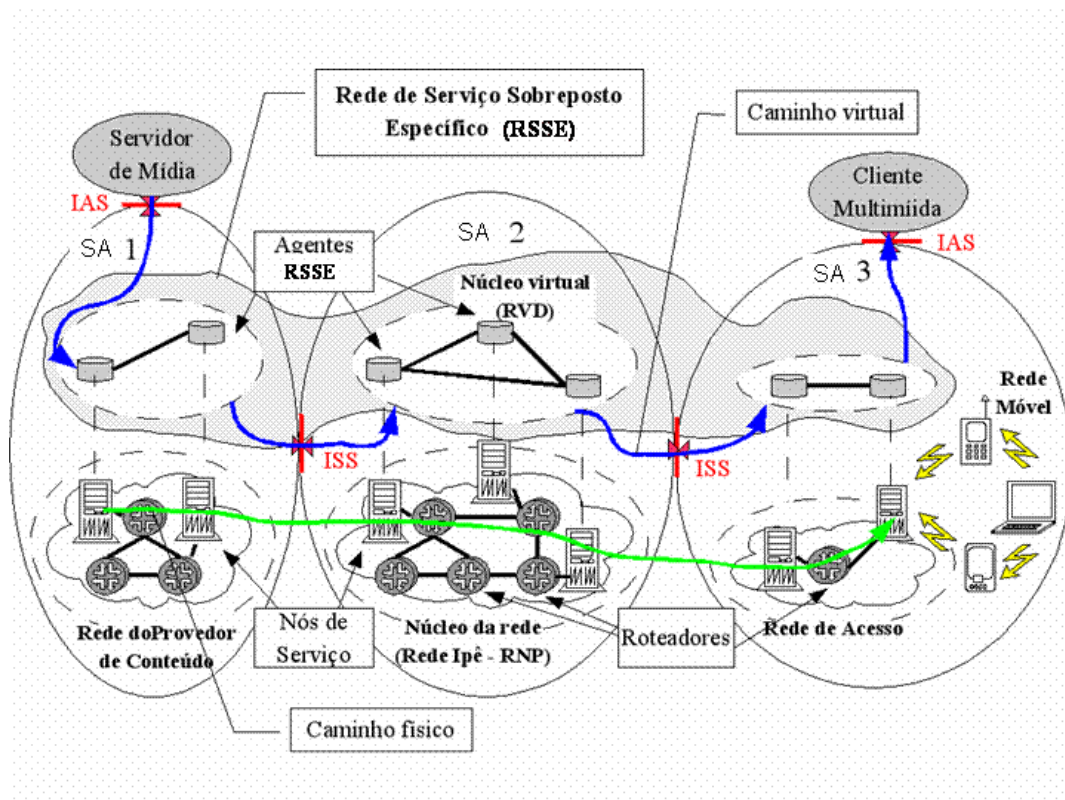 Rede de Serviço Sobreposto
Específico (RSSE)
Caminho virtual
Servidor
de Mídia
Cliente
Multimiida
IAS
IAS
SA 1
SA 2
SA 3
Agentes
RSSE
Núcleo virtual
(RVD)
Rede
Móvel
ISS
ISS
Rede doProvedor
de Conteúdo
Nós de
Serviço
Núcleo da rede
(Rede Ipê - RNP)
Roteadores
Rede de Acesso
Caminho físico